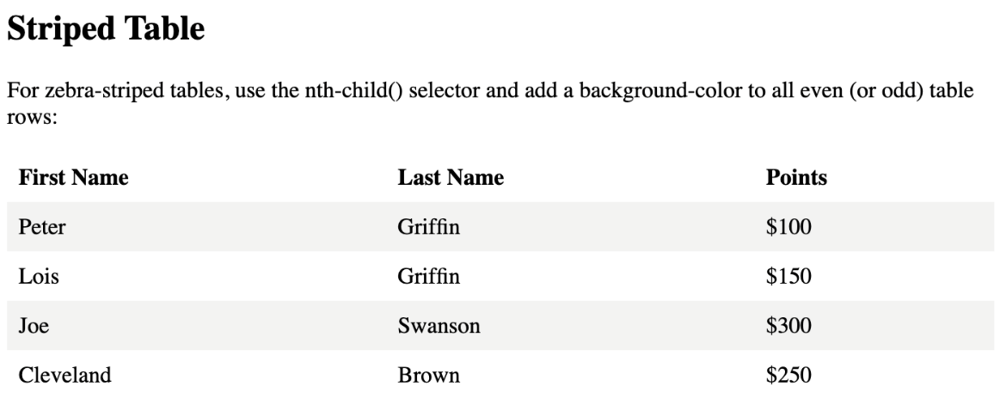 Striped Table
For zebra-striped tables, use the nth-child() selector and add a background-color to all even (or odd) table
rows:
First Name Last Name Points
Peter Griffin $100
Lois Griffin $150
Joe Swanson $300
Cleveland Brown $250